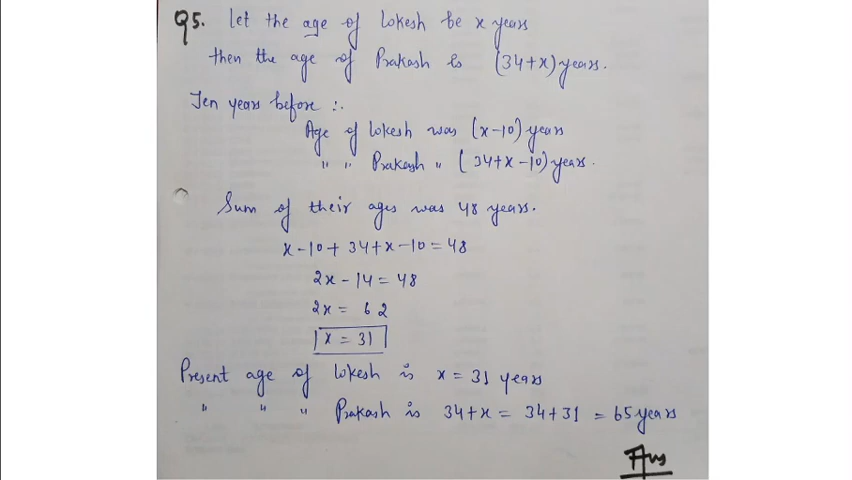 Q5. Let the age of Lokesh be x years
then the age of Prakash is (34+x) years.
Ten years before :.
Age of Lokesh was (x-10) years
" " Prakash " (34+x-10) years.
Sum of their ages was 48 years.
x-10+34+x-10=48
2x-14=48
2x= 62
x=31
Present age of Lokesh is x=31 years
" " " Prakash is 34+x = 34+31 = 65 years
Ans